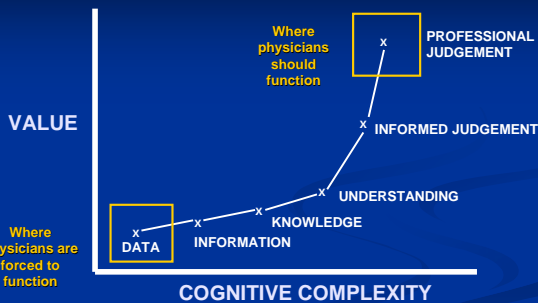 Where
physicians
should
function
PROFESSIONAL
JUDGEMENT
VALUE
x
x
INFORMED JUDGEMENT
x
UNDERSTANDING
x
KNOWLEDGE
x
INFORMATION
x
DATA
Where
ysicians are
forced to
function
COGNITIVE COMPLEXITY